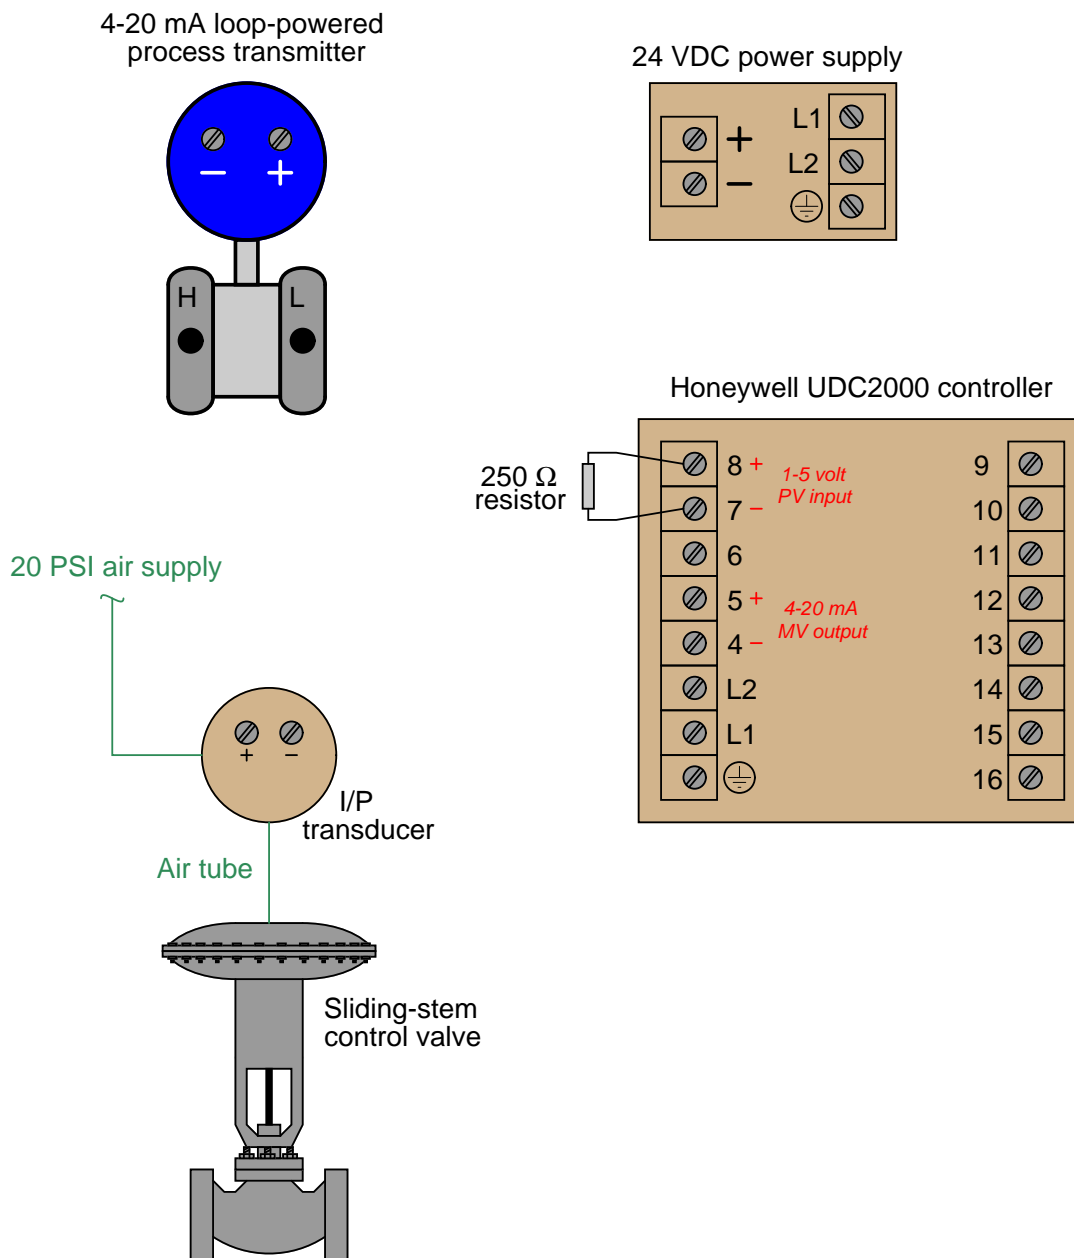 4-20 mA loop-powered
process transmitter
− +
H L
24 VDC power supply
+
−
L1
L2
Honeywell UDC2000 controller
250 Ω
resistor
8 +
7 −
1-5 volt
PV input
6
5 +
4 −
4-20 mA
MV output
L2
L1
9
10
11
12
13
14
15
16
20 PSI air supply
+ −
I/P
transducer
Air tube
Sliding-stem
control valve